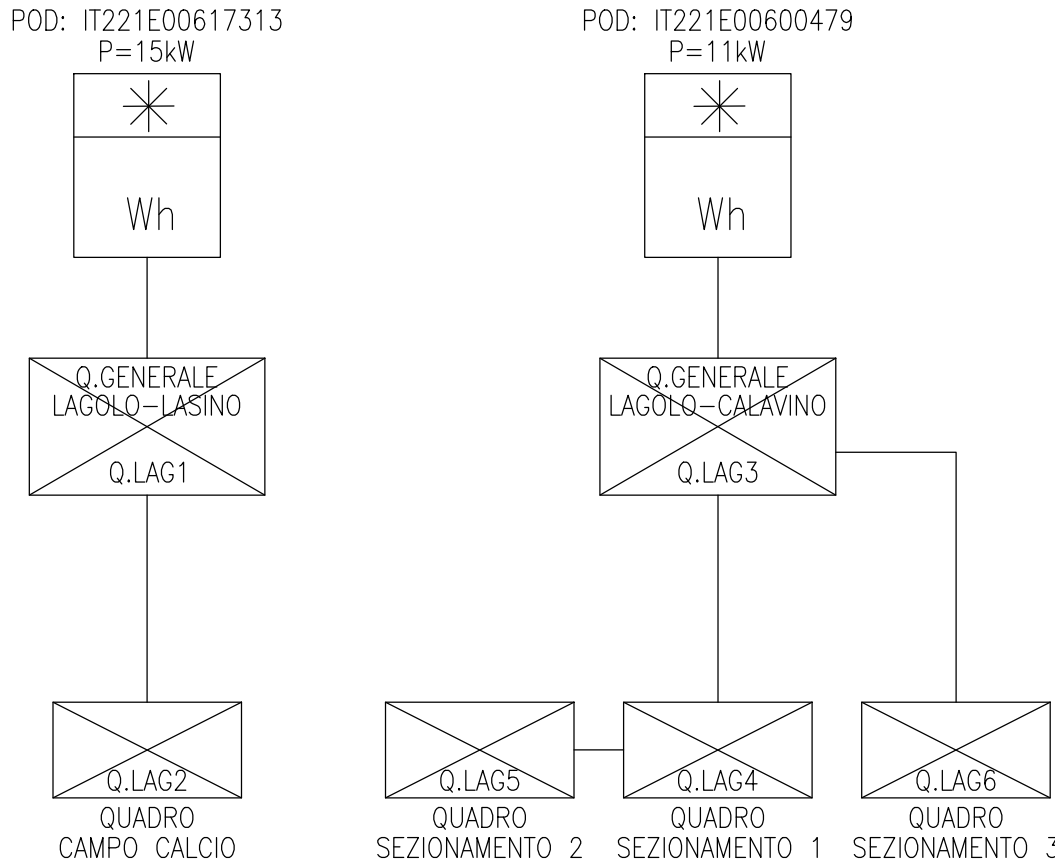 POD: IT221E00617313
P=15kW
Wh
Q.GENERALE
LAGOLO-LASINO
Q.LAG1
Q.LAG2
QUADRO
CAMPO CALCIO
POD: IT221E00600479
P=11kW
Wh
Q.GENERALE
LAGOLO-CALAVINO
Q.LAG3
Q.LAG5
QUADRO
SEZIONAMENTO 2
Q.LAG4
QUADRO
SEZIONAMENTO 1
Q.LAG6
QUADRO
SEZIONAMENTO 3